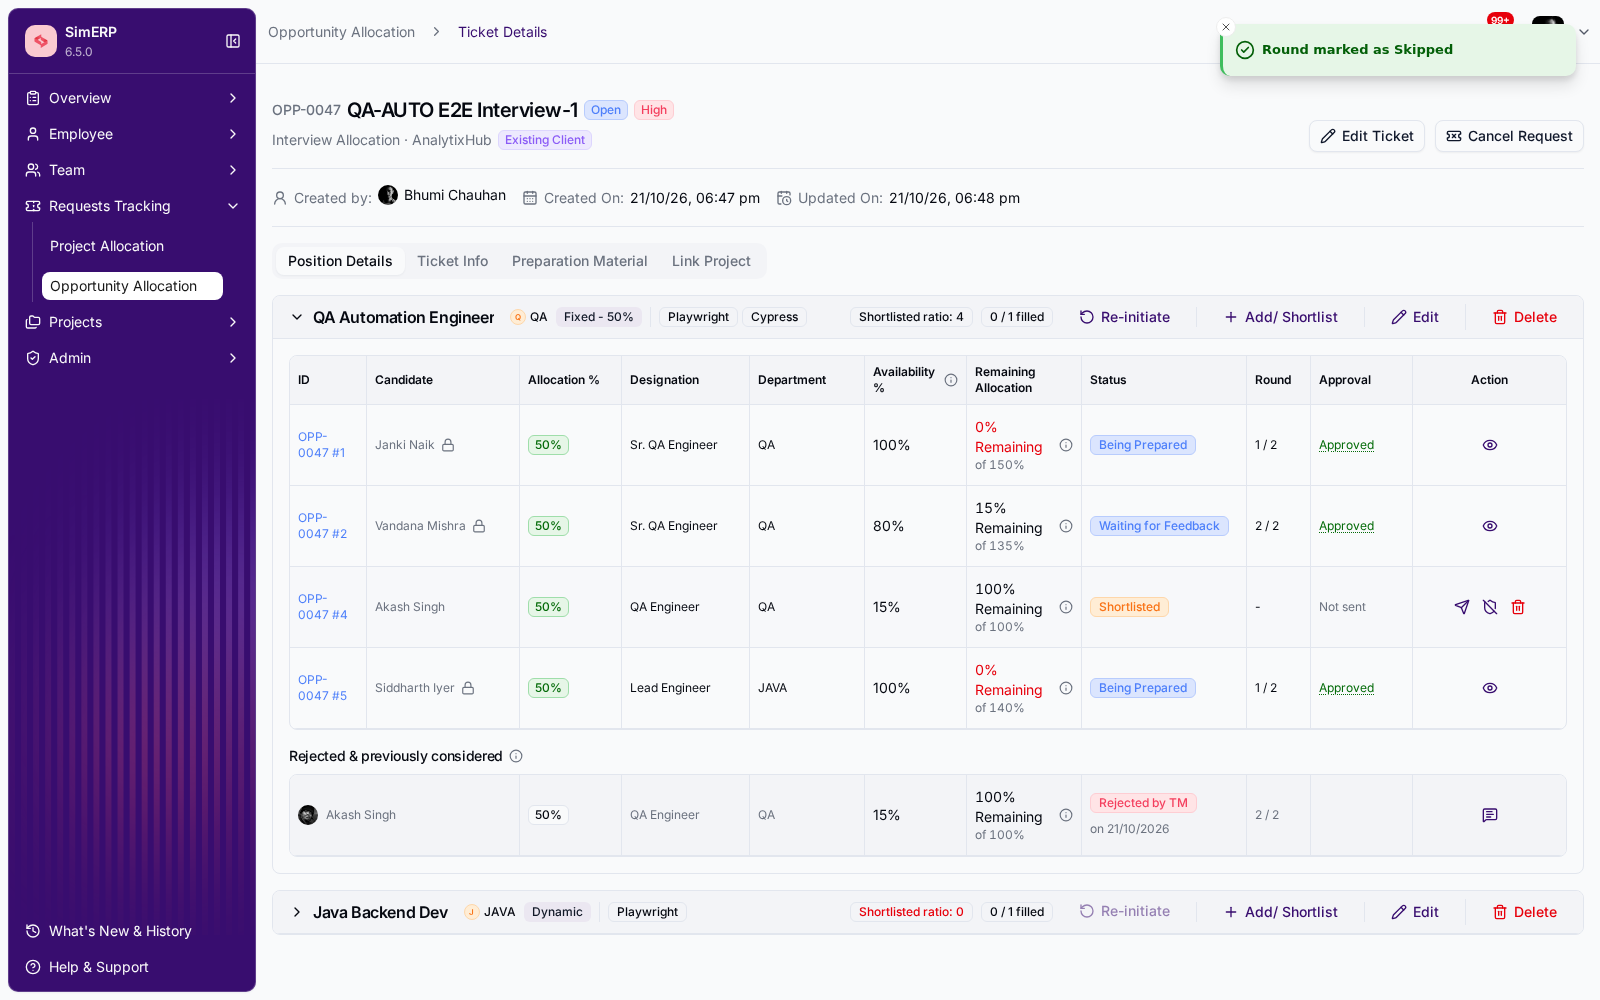 SimERP
6.5.0
Overview
Employee
Team
Requests Tracking
Project Allocation
Opportunity Allocation
Projects
Admin
What's New & History
Help & Support
Opportunity Allocation > Ticket Details
99+
Round marked as Skipped
OPP-0047 QA-AUTO E2E Interview-1 Open High
Interview Allocation · AnalytixHub Existing Client
Edit Ticket Cancel Request
Created by: Bhumi Chauhan Created On: 21/10/26, 06:47 pm Updated On: 21/10/26, 06:48 pm
Position Details Ticket Info Preparation Material Link Project
QA Automation Engineer Q QA Fixed - 50% Playwright Cypress Shortlisted ratio: 4 0 / 1 filled Re-initiate + Add/ Shortlist Edit Delete
ID Candidate Allocation % Designation Department Availability % Remaining Allocation Status Round Approval Action
OPP-0047 #1 Janki Naik 50% Sr. QA Engineer QA 100% 0% Remaining of 150% Being Prepared 1 / 2 Approved
OPP-0047 #2 Vandana Mishra 50% Sr. QA Engineer QA 80% 15% Remaining of 135% Waiting for Feedback 2 / 2 Approved
OPP-0047 #4 Akash Singh 50% QA Engineer QA 15% 100% Remaining of 100% Shortlisted - Not sent
OPP-0047 #5 Siddharth Iyer 50% Lead Engineer JAVA 100% 0% Remaining of 140% Being Prepared 1 / 2 Approved
Rejected & previously considered
Akash Singh 50% QA Engineer QA 15% 100% Remaining of 100% Rejected by TM on 21/10/2026 2 / 2
Java Backend Dev J JAVA Dynamic Playwright Shortlisted ratio: 0 0 / 1 filled Re-initiate + Add/ Shortlist Edit Delete